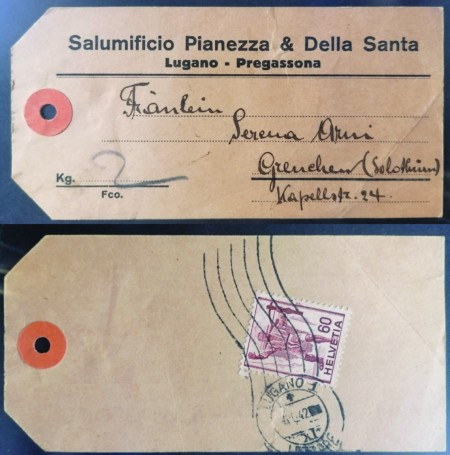 Salumificio Pianezza & Della Santa
Lugano - Pregassona
Fräulein
Serena Arni
Grenchen (Solothurn)
Kapellstr. 24
Kg. 2
Fco.
60
HELVETIA
LUGANO 1
42